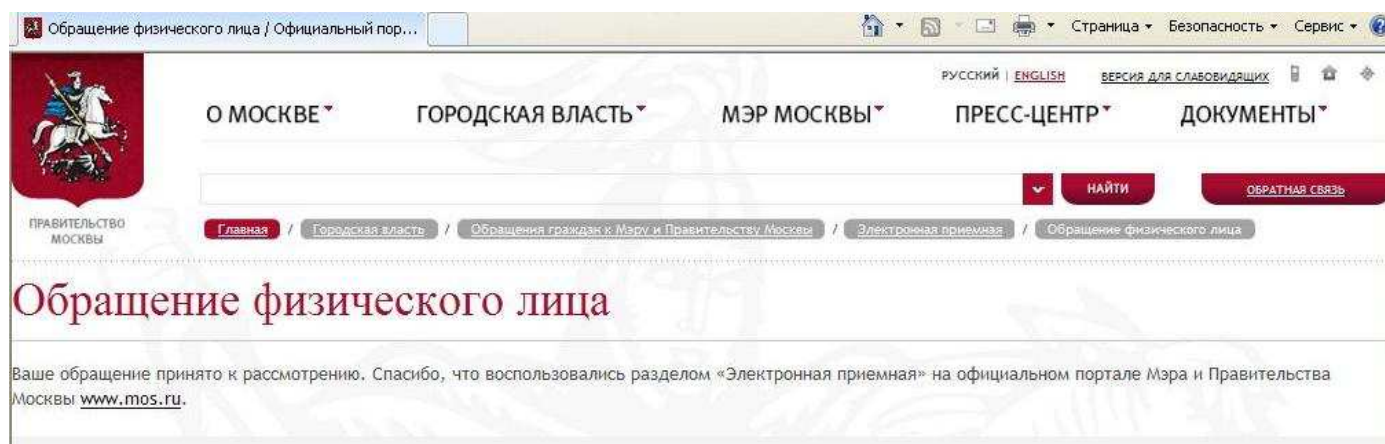 Обращение физического лица / Официальный пор...
Страница
Безопасность
Сервис
РУССКИЙ | ENGLISH
ВЕРСИЯ ДЛЯ СЛАБОВИДЯЩИХ
О МОСКВЕ
ГОРОДСКАЯ ВЛАСТЬ
МЭР МОСКВЫ
ПРЕСС-ЦЕНТР
ДОКУМЕНТЫ
НАЙТИ
ОБРАТНАЯ СВЯЗЬ
ПРАВИТЕЛЬСТВО
МОСКВЫ
Главная / Городская власть / Обращения граждан к Мэру и Правительству Москвы / Электронная приемная / Обращение физического лица
Обращение физического лица
Ваше обращение принято к рассмотрению. Спасибо, что воспользовались разделом «Электронная приемная» на официальном портале Мэра и Правительства
Москвы www.mos.ru.